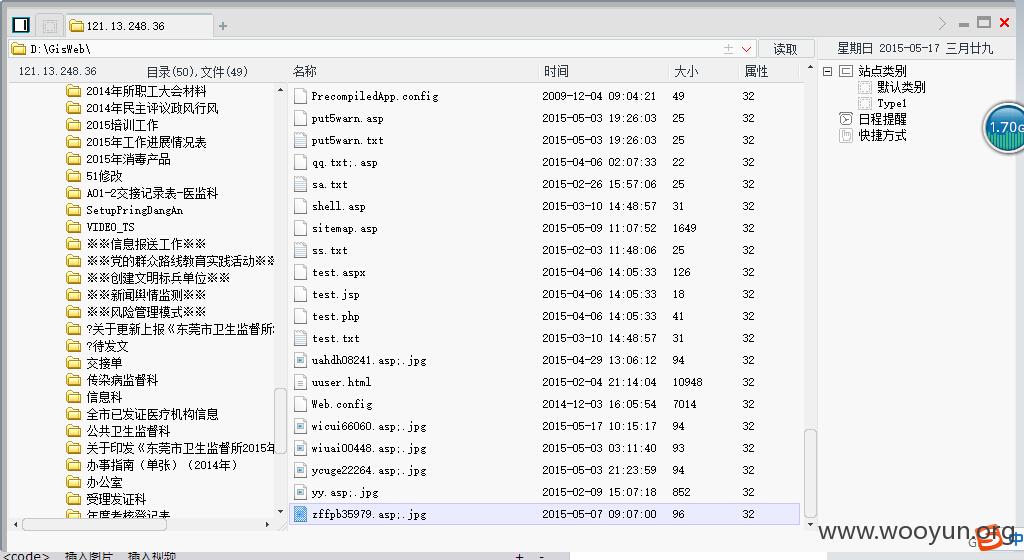 121.13.248.36
D:\GisWeb\
读取
星期日 2015-05-17 三月廿九
121.13.248.36 目录(50),文件(49)
名称 时间 大小 属性
2014年所职工大会材料
2014年民主评议政风行风
2015培训工作
2015年工作进展情况表
2015年消毒产品
51修改
A01-2交接记录表-医监科
SetupPringDangAn
VIDEO_TS
※※信息报送工作※※
※※党的群众路线教育实践活动※※
※※创建文明标兵单位※※
※※新闻舆情监测※※
※※风险管理模式※※
?关于更新上报《东莞市卫生监督所2
?待发文
交接单
传染病监督科
信息科
全市已发证医疗机构信息
公共卫生监督科
关于印发《东莞市卫生监督所2015年
办事指南（单张）（2014年）
办公室
受理发证科
年度考核登记表
PrecompiledApp.config 2009-12-04 09:04:21 49 32
put5warn.asp 2015-05-03 19:26:03 25 32
put5warn.txt 2015-05-03 19:26:03 25 32
qq.txt;.asp 2015-04-06 02:07:33 22 32
sa.txt 2015-02-26 15:57:06 25 32
shell.asp 2015-03-10 14:48:57 31 32
sitemap.asp 2015-05-09 11:07:52 1649 32
ss.txt 2015-02-03 11:48:06 25 32
test.aspx 2015-04-06 14:05:33 126 32
test.jsp 2015-04-06 14:05:33 18 32
test.php 2015-04-06 14:05:33 41 32
test.txt 2015-03-10 14:48:57 31 32
uahdh08241.asp;.jpg 2015-04-29 13:06:12 94 32
uuser.html 2015-02-04 21:14:04 10948 32
Web.config 2014-12-03 16:05:54 7014 32
wicui66060.asp;.jpg 2015-05-17 10:15:17 94 32
wiuai00448.asp;.jpg 2015-05-03 03:11:40 93 32
ycuge22264.asp;.jpg 2015-05-03 21:23:59 94 32
yy.asp;.jpg 2015-02-09 15:07:18 852 32
zffpb35979.asp;.jpg 2015-05-07 09:07:00 96 32
站点类别
默认类别
Type1
日程提醒
快捷方式
1.70G
www.wooyun.org
<code> 插入图片 插入视频
中